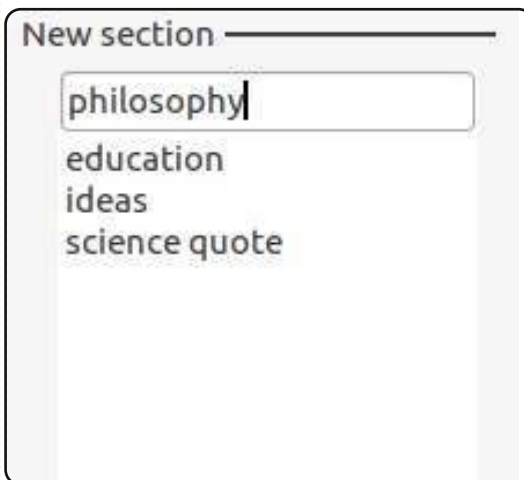 New section
philosophy
education
ideas
science quote